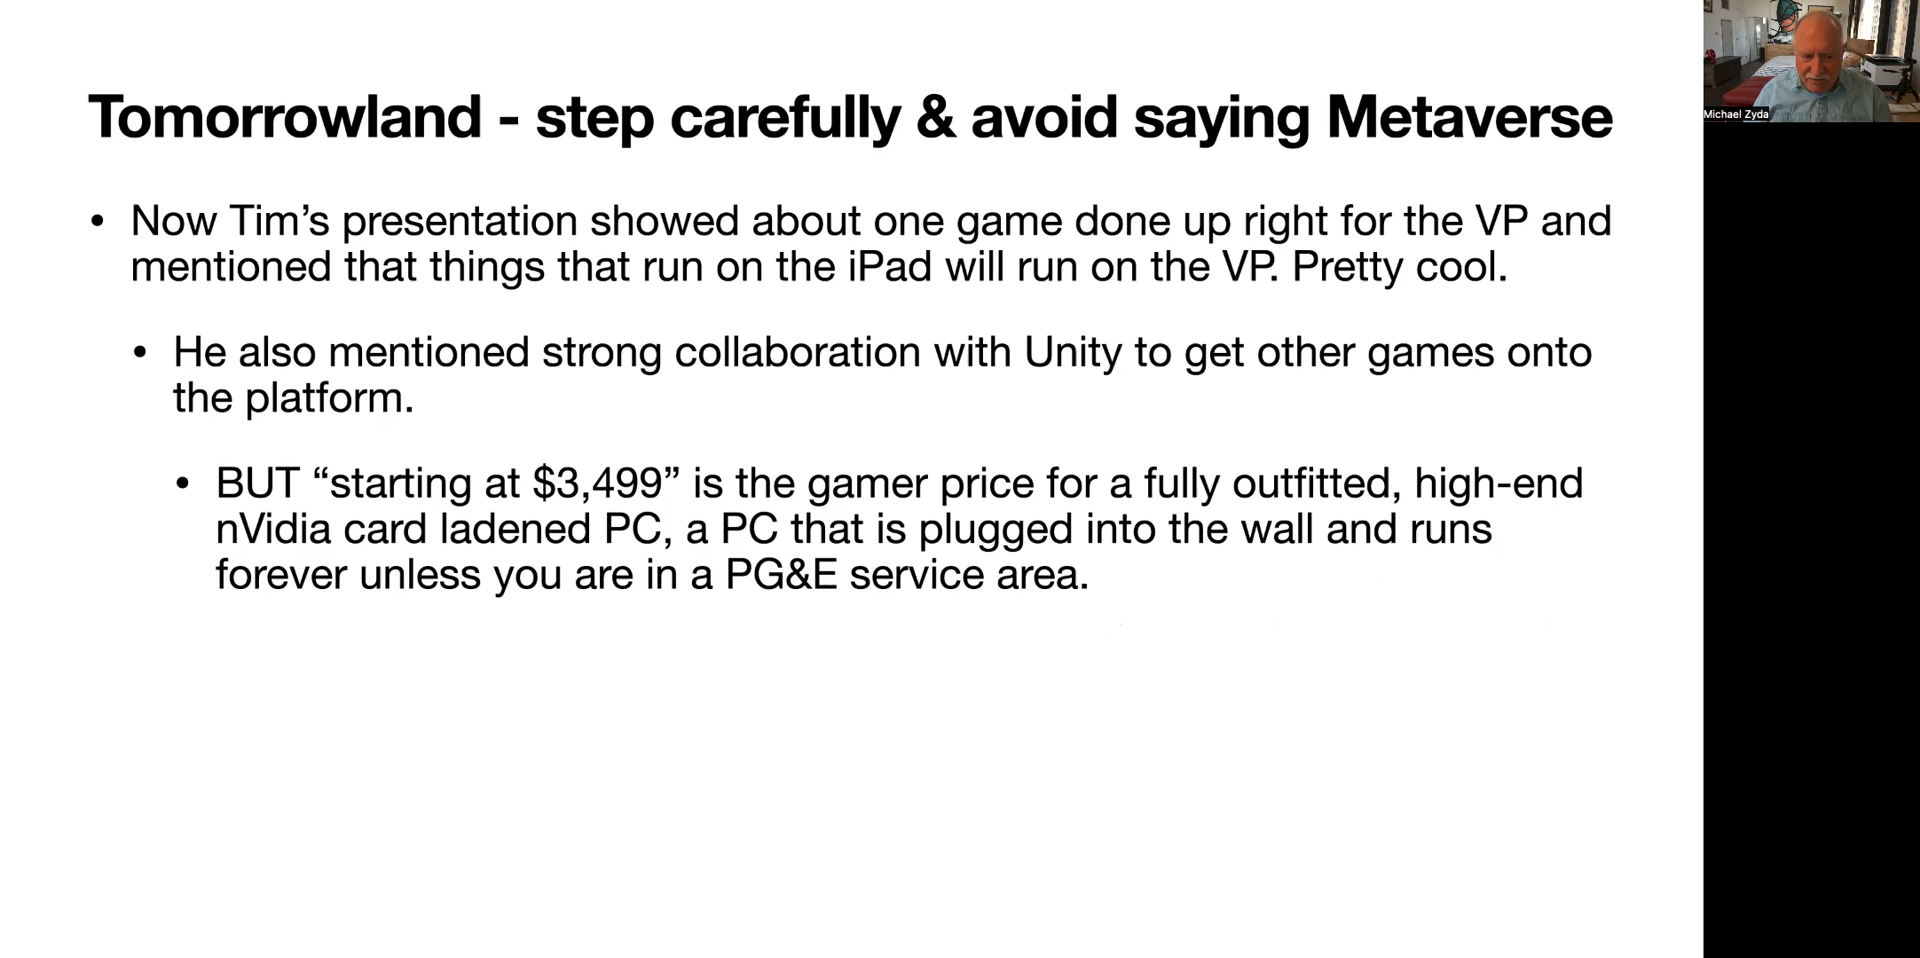 Tomorrowland - step carefully & avoid saying Metaverse
• Now Tim’s presentation showed about one game done up right for the VP and
mentioned that things that run on the iPad will run on the VP. Pretty cool.
• He also mentioned strong collaboration with Unity to get other games onto
the platform.
• BUT “starting at $3,499” is the gamer price for a fully outfitted, high-end
nVidia card ladened PC, a PC that is plugged into the wall and runs
forever unless you are in a PG&E service area.
Michael Zyda